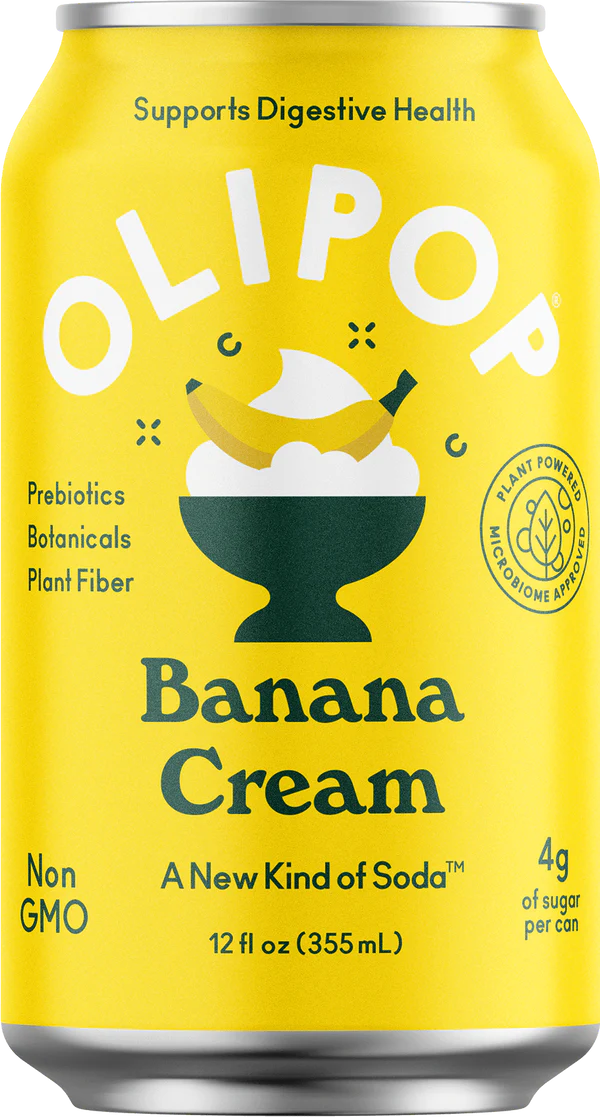 Supports Digestive Health
OLIPOP®
Prebiotics
Botanicals
Plant Fiber
PLANT POWERED
MICROBIOME APPROVED
Banana
Cream
Non
GMO
A New Kind of Soda™
4g
of sugar
per can
12 fl oz (355 mL)